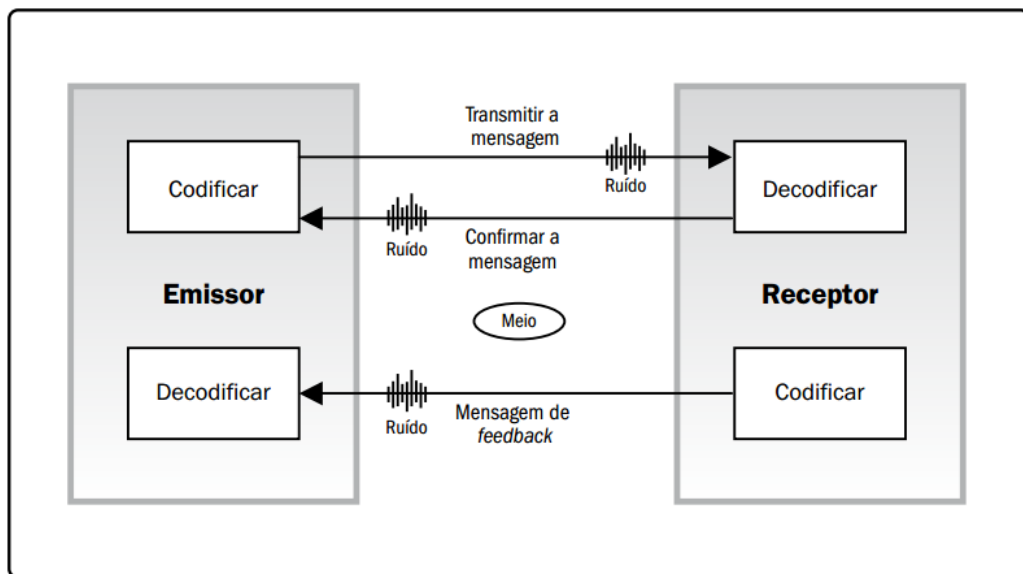 Transmitir a
mensagem
Codificar
Ruído
Decodificar
Ruído
Confirmar a
mensagem
Emissor
Meio
Receptor
Decodificar
Ruído
Mensagem de
feedback
Codificar